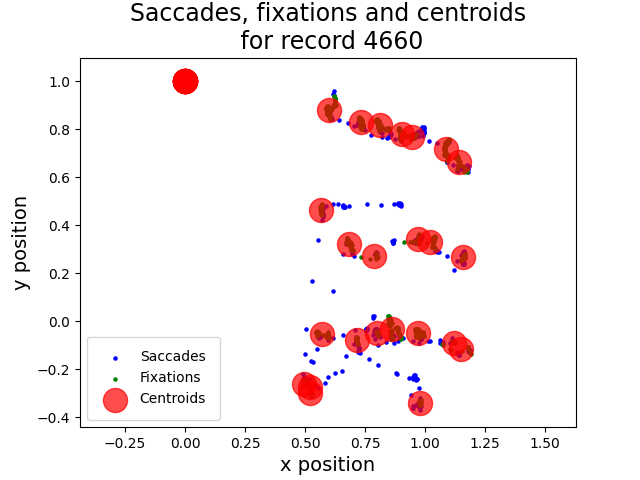 Saccades, fixations and centroids
for record 4660
1.0
0.8
0.6
0.4
0.2
0.0
−0.2
−0.4
y position
Saccades
Fixations
Centroids
−0.25 0.00 0.25 0.50 0.75 1.00 1.25 1.50
x position